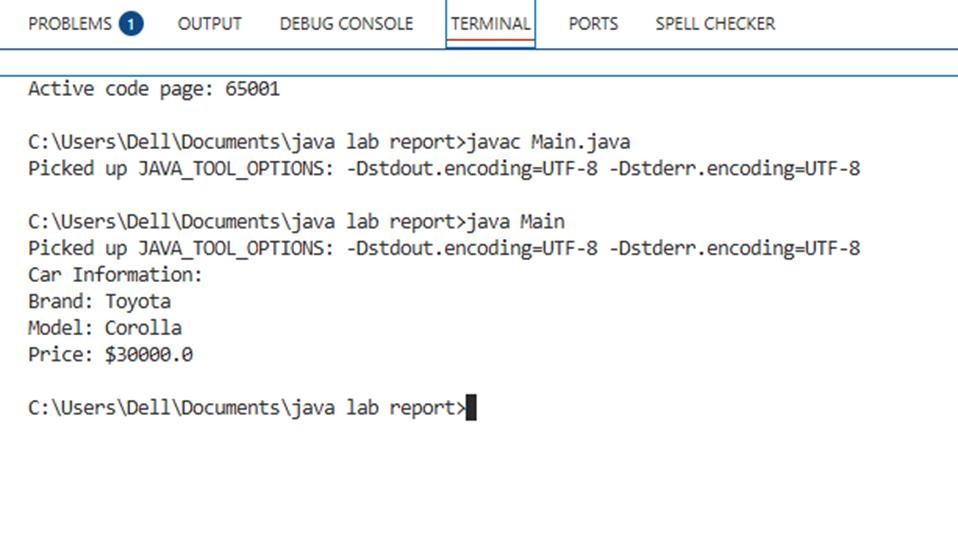 PROBLEMS 1 OUTPUT DEBUG CONSOLE TERMINAL PORTS SPELL CHECKER
Active code page: 65001
C:\Users\Dell\Documents\java lab report>javac Main.java
Picked up JAVA_TOOL_OPTIONS: -Dstdout.encoding=UTF-8 -Dstderr.encoding=UTF-8
C:\Users\Dell\Documents\java lab report>java Main
Picked up JAVA_TOOL_OPTIONS: -Dstdout.encoding=UTF-8 -Dstderr.encoding=UTF-8
Car Information:
Brand: Toyota
Model: Corolla
Price: $30000.0
C:\Users\Dell\Documents\java lab report>